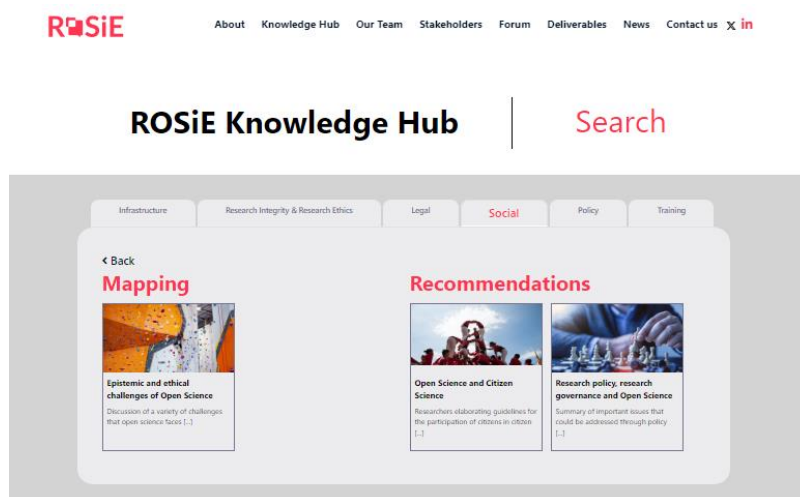 ROSiE
About Knowledge Hub Our Team Stakeholders Forum Deliverables News Contact us X in
ROSiE Knowledge Hub Search
Infrastructure Research Integrity & Research Ethics Legal Social Policy Training
Back
Mapping
Recommendations
Epistemic and ethical
challenges of Open Science
Discussion of a variety of challenges
that open science faces [...]
Open Science and Citizen
Science
Researchers elaborating guidelines for
the participation of citizens in citizen
[...]
Research policy, research
governance and Open Science
Summary of important issues that
could be addressed through policy
[...]